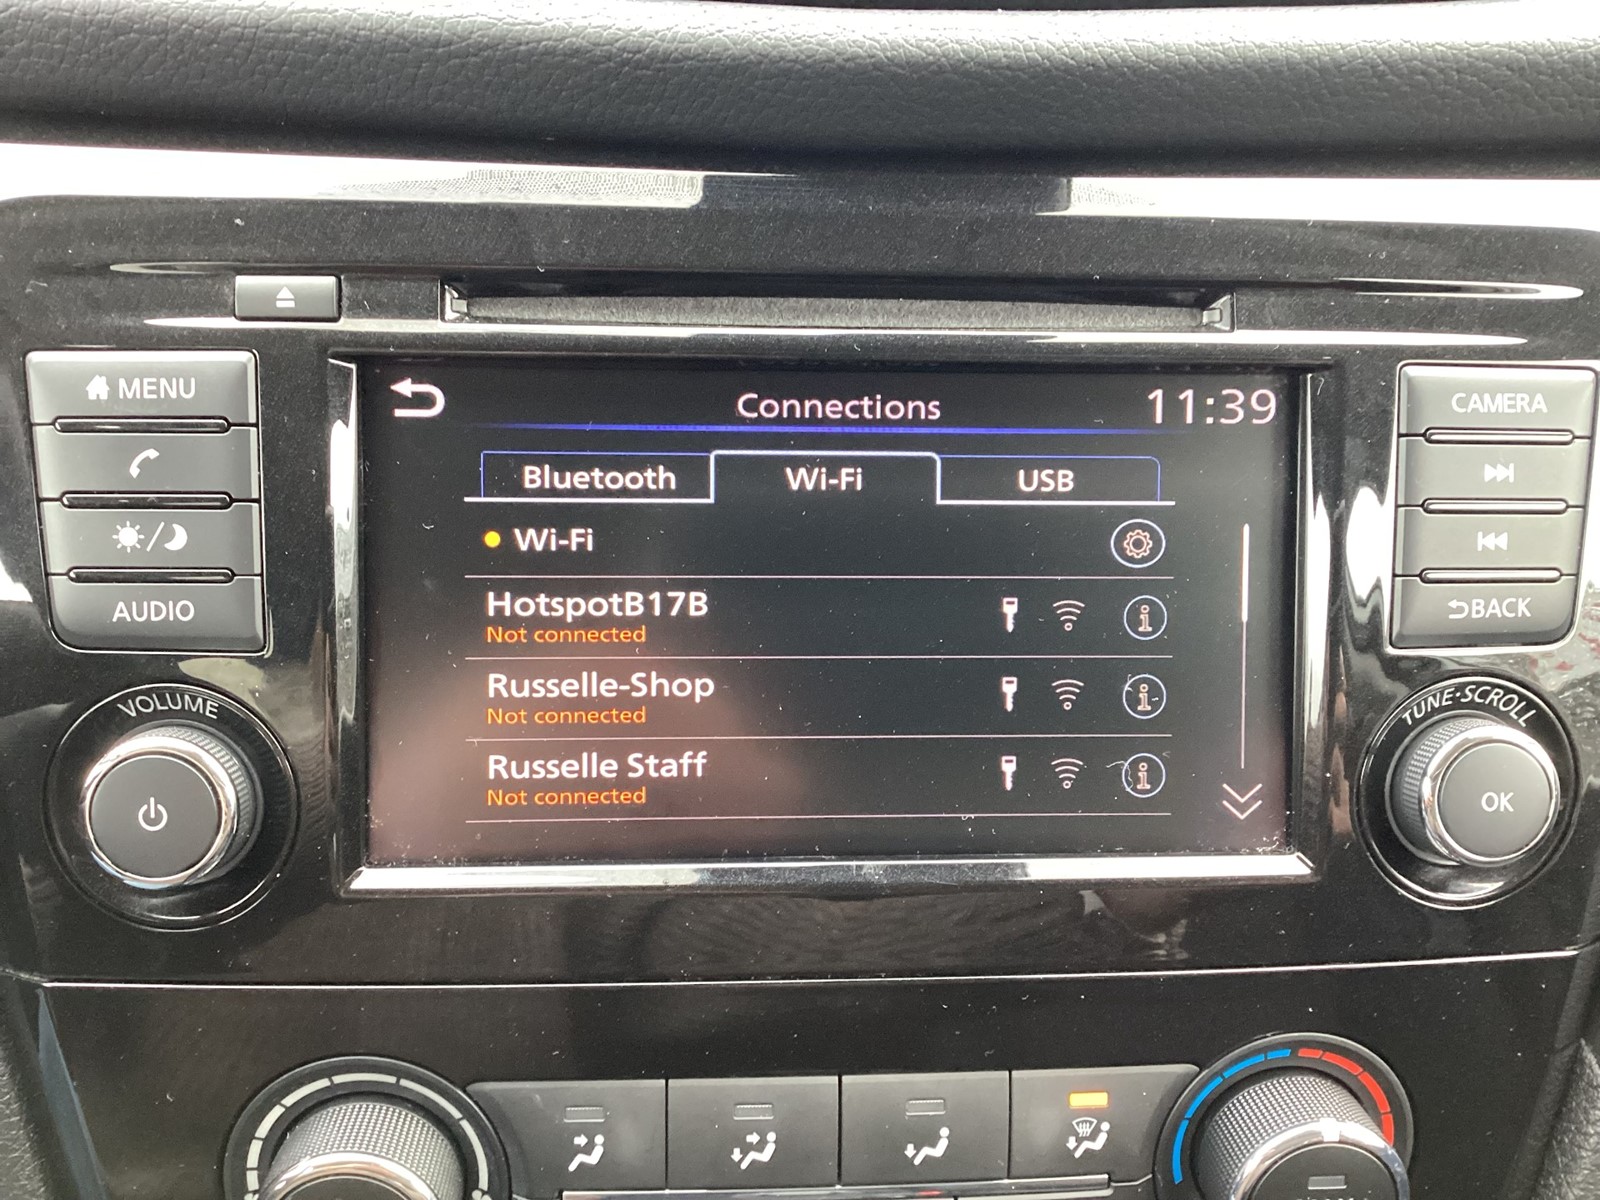 MENU
AUDIO
VOLUME
Connections
11:39
Bluetooth
Wi-Fi
USB
Wi-Fi
HotspotB17B
Not connected
Russelle-Shop
Not connected
Russelle Staff
Not connected
CAMERA
BACK
TUNE·SCROLL
OK